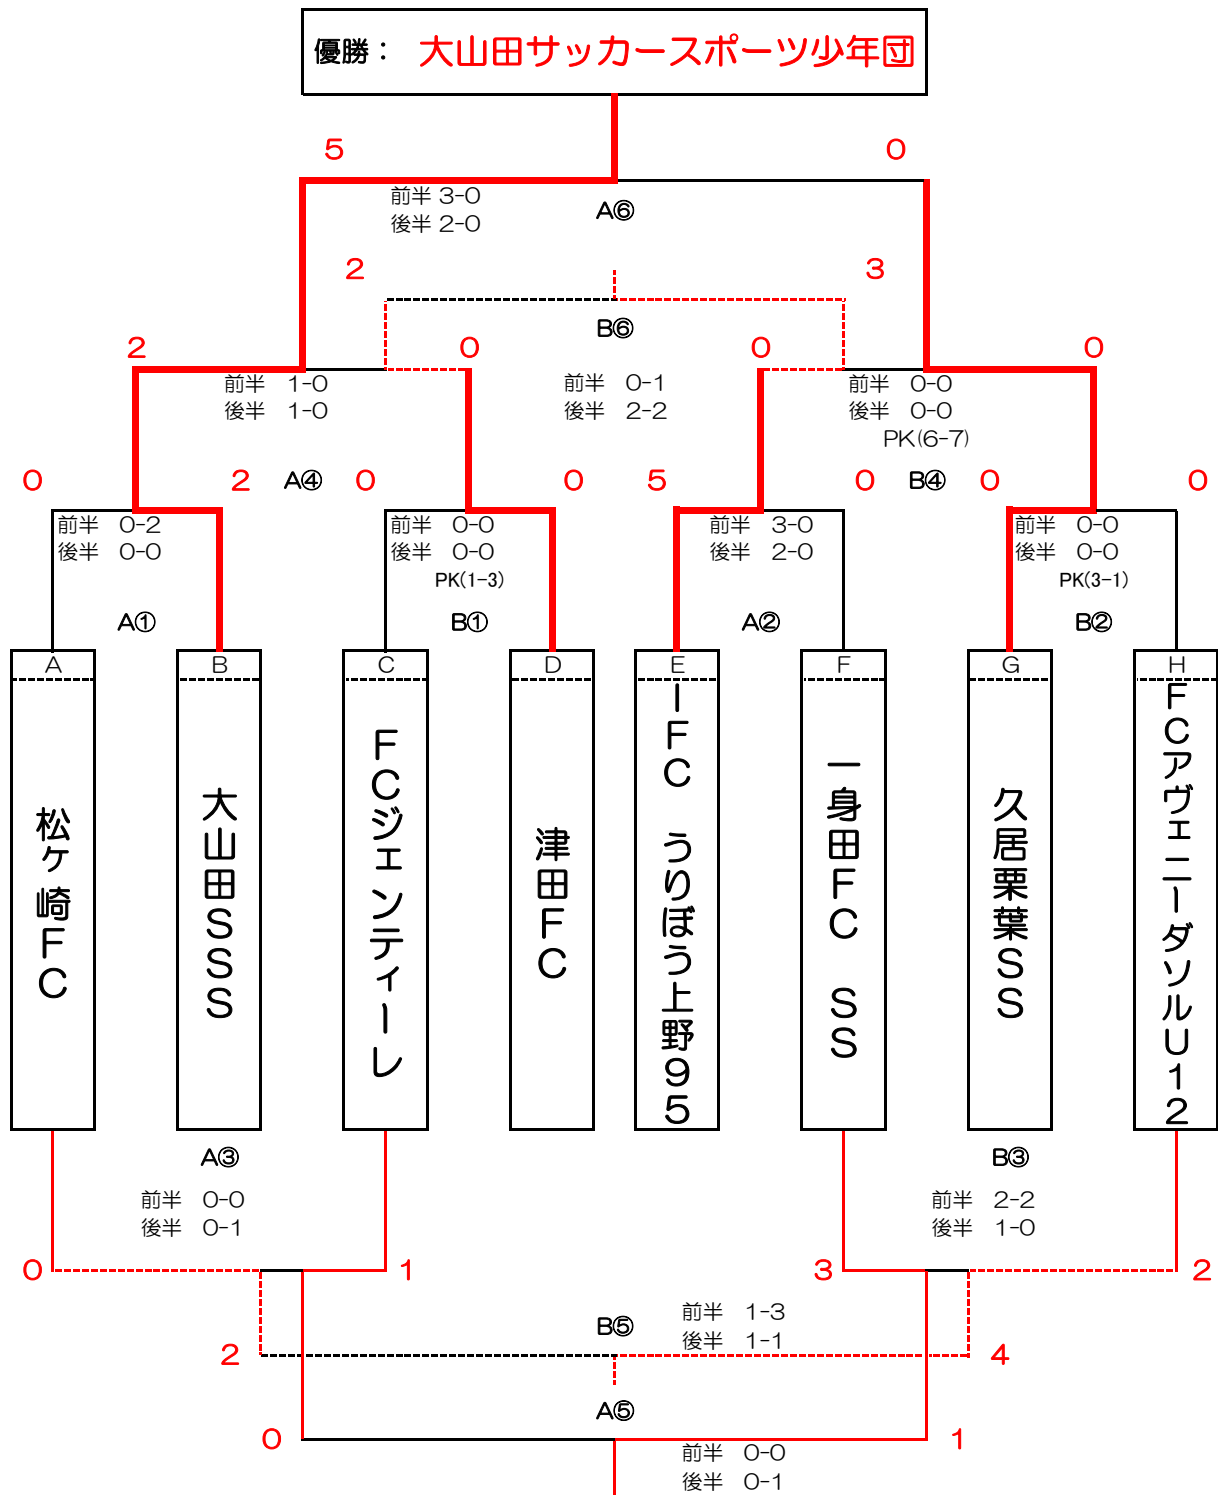 優勝： 大山田サッカースポーツ少年団
5 0
前半 3-0
A⑥
後半 2-0
2 3
B⑥
2 0 0 0
前半 1-0 前半 0-1 前半 0-0
後半 1-0 後半 2-2 後半 0-0
PK(6-7)
0 2 A④ 0 0 5 0 B④ 0 0
前半 0-2 前半 0-0 前半 3-0 前半 0-0
後半 0-0 後半 0-0 後半 2-0 後半 0-0
PK(1-3) PK(3-1)
A① B① A② B②
A B C D E F G H
松ヶ崎FC
大山田SSS
FCジェンティーレ
津田FC
IFC うりぼう上野95
一身田FC SS
久居栗葉SS
FCアヴェニーダソルU12
A③ B③
前半 0-0 前半 2-2
後半 0-1 後半 1-0
0 1 3 2
前半 1-3
B⑤
後半 1-1
2 4
A⑤
0 1
前半 0-0
後半 0-1